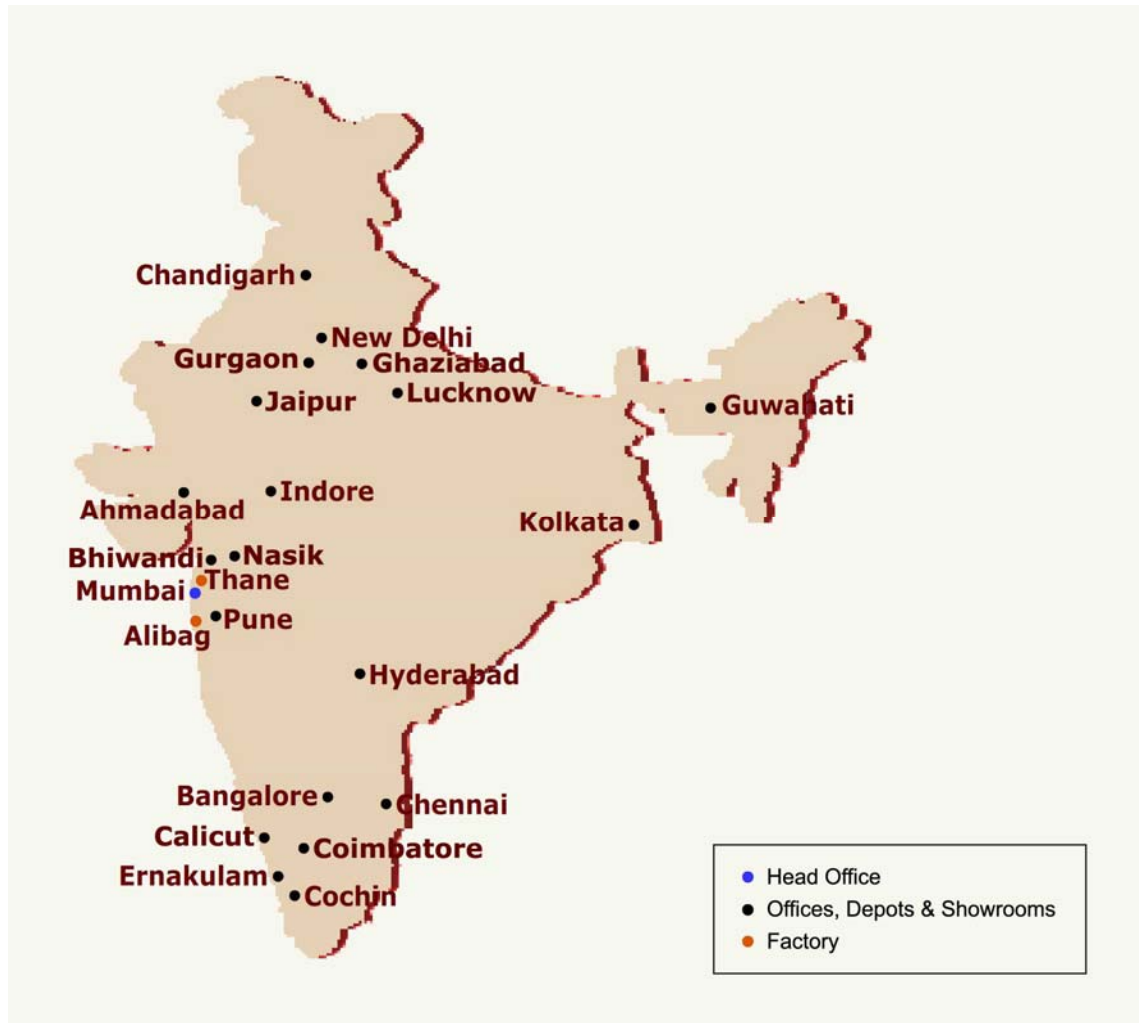 Chandigarh
New Delhi
Gurgaon
Ghaziabad
Lucknow
Jaipur
Guwahati
Indore
Ahmadabad
Kolkata
Bhiwandi
Nasik
Thane
Mumbai
Pune
Alibag
Hyderabad
Bangalore
Chennai
Calicut
Coimbatore
Ernakulam
Cochin
Head Office
Offices, Depots & Showrooms
Factory